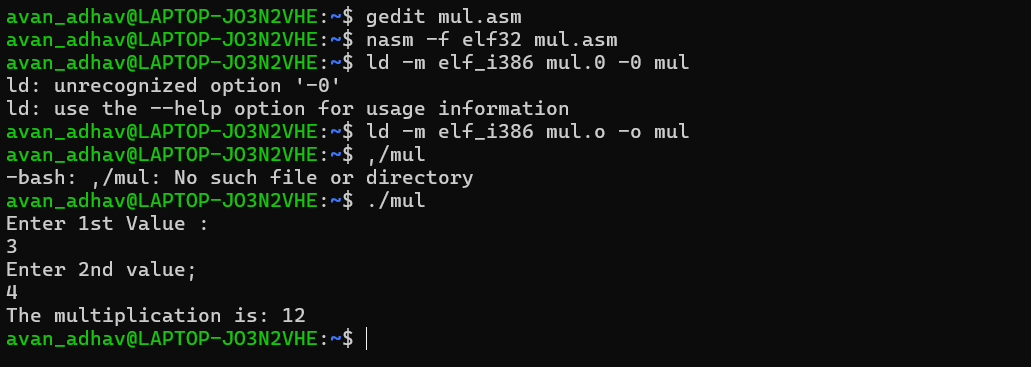 avan_adhav@LAPTOP-JO3N2VHE:~$ gedit mul.asm
avan_adhav@LAPTOP-JO3N2VHE:~$ nasm -f elf32 mul.asm
avan_adhav@LAPTOP-JO3N2VHE:~$ ld -m elf_i386 mul.0 -0 mul
ld: unrecognized option '-0'
ld: use the --help option for usage information
avan_adhav@LAPTOP-JO3N2VHE:~$ ld -m elf_i386 mul.o -o mul
avan_adhav@LAPTOP-JO3N2VHE:~$ ,/mul
-bash: ,/mul: No such file or directory
avan_adhav@LAPTOP-JO3N2VHE:~$ ./mul
Enter 1st Value :
3
Enter 2nd value;
4
The multiplication is: 12
avan_adhav@LAPTOP-JO3N2VHE:~$